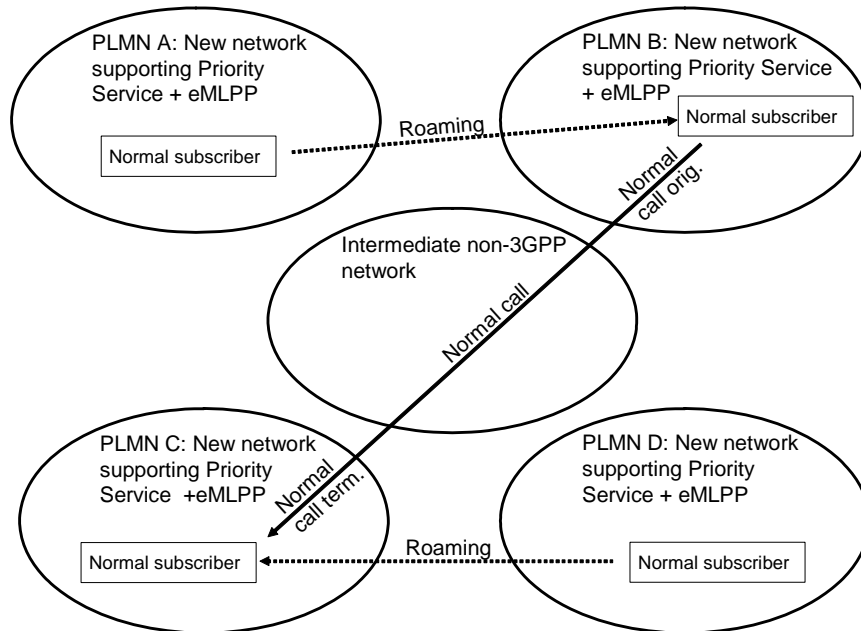 PLMN A: New network
supporting Priority
Service + eMLPP
Normal subscriber
PLMN B: New network
supporting Priority Service
+ eMLPP
Normal subscriber
Roaming
Normal
call orig.
Intermediate non-3GPP
network
Normal call
PLMN C: New network
supporting Priority
Service +eMLPP
Normal
call term.
Normal subscriber
PLMN D: New network
supporting Priority
Service + eMLPP
Roaming
Normal subscriber